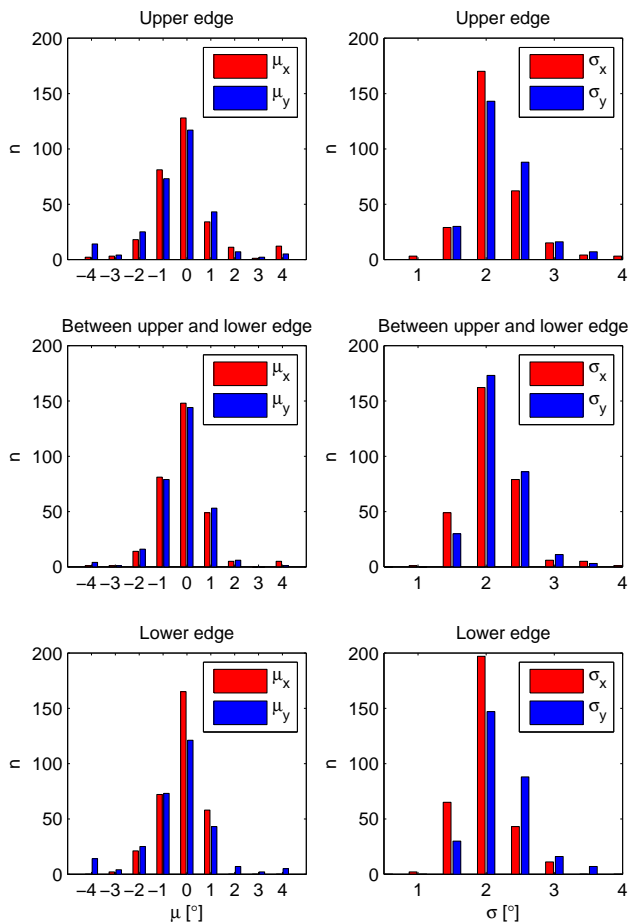 Upper edge
200
150
100
50
0
n
−4 −3 −2 −1 0 1 2 3 4
μx
μy
Upper edge
200
150
100
50
0
n
1 2 3 4
σx
σy
Between upper and lower edge
200
150
100
50
0
n
−4 −3 −2 −1 0 1 2 3 4
μx
μy
Between upper and lower edge
200
150
100
50
0
n
1 2 3 4
σx
σy
Lower edge
200
150
100
50
0
n
−4 −3 −2 −1 0 1 2 3 4
μ [°]
μx
μy
Lower edge
200
150
100
50
0
n
1 2 3 4
σ [°]
σx
σy